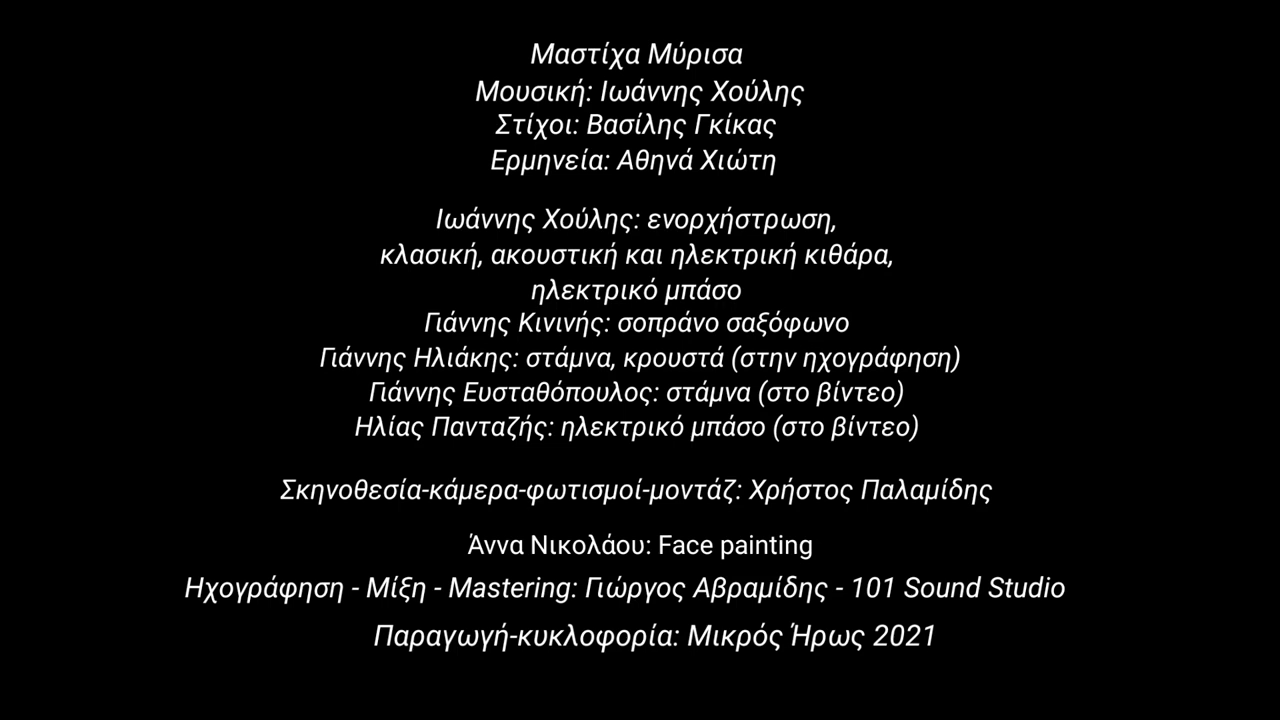 Μαστίχα Μύρισα
Μουσική: Ιωάννης Χούλης
Στίχοι: Βασίλης Γκίκας
Ερμηνεία: Αθηνά Χιώτη
Ιωάννης Χούλης: ενορχήστρωση,
κλασική, ακουστική και ηλεκτρική κιθάρα,
ηλεκτρικό μπάσο
Γιάννης Κινινής: σοπράνο σαξόφωνο
Γιάννης Ηλιάκης: στάμνα, κρουστά (στην ηχογράφηση)
Γιάννης Ευσταθόπουλος: στάμνα (στο βίντεο)
Ηλίας Πανταζής: ηλεκτρικό μπάσο (στο βίντεο)
Σκηνοθεσία-κάμερα-φωτισμοί-μοντάζ: Χρήστος Παλαμίδης
Άννα Νικολάου: Face painting
Ηχογράφηση - Μίξη - Mastering: Γιώργος Αβραμίδης - 101 Sound Studio
Παραγωγή-κυκλοφορία: Μικρός Ήρως 2021